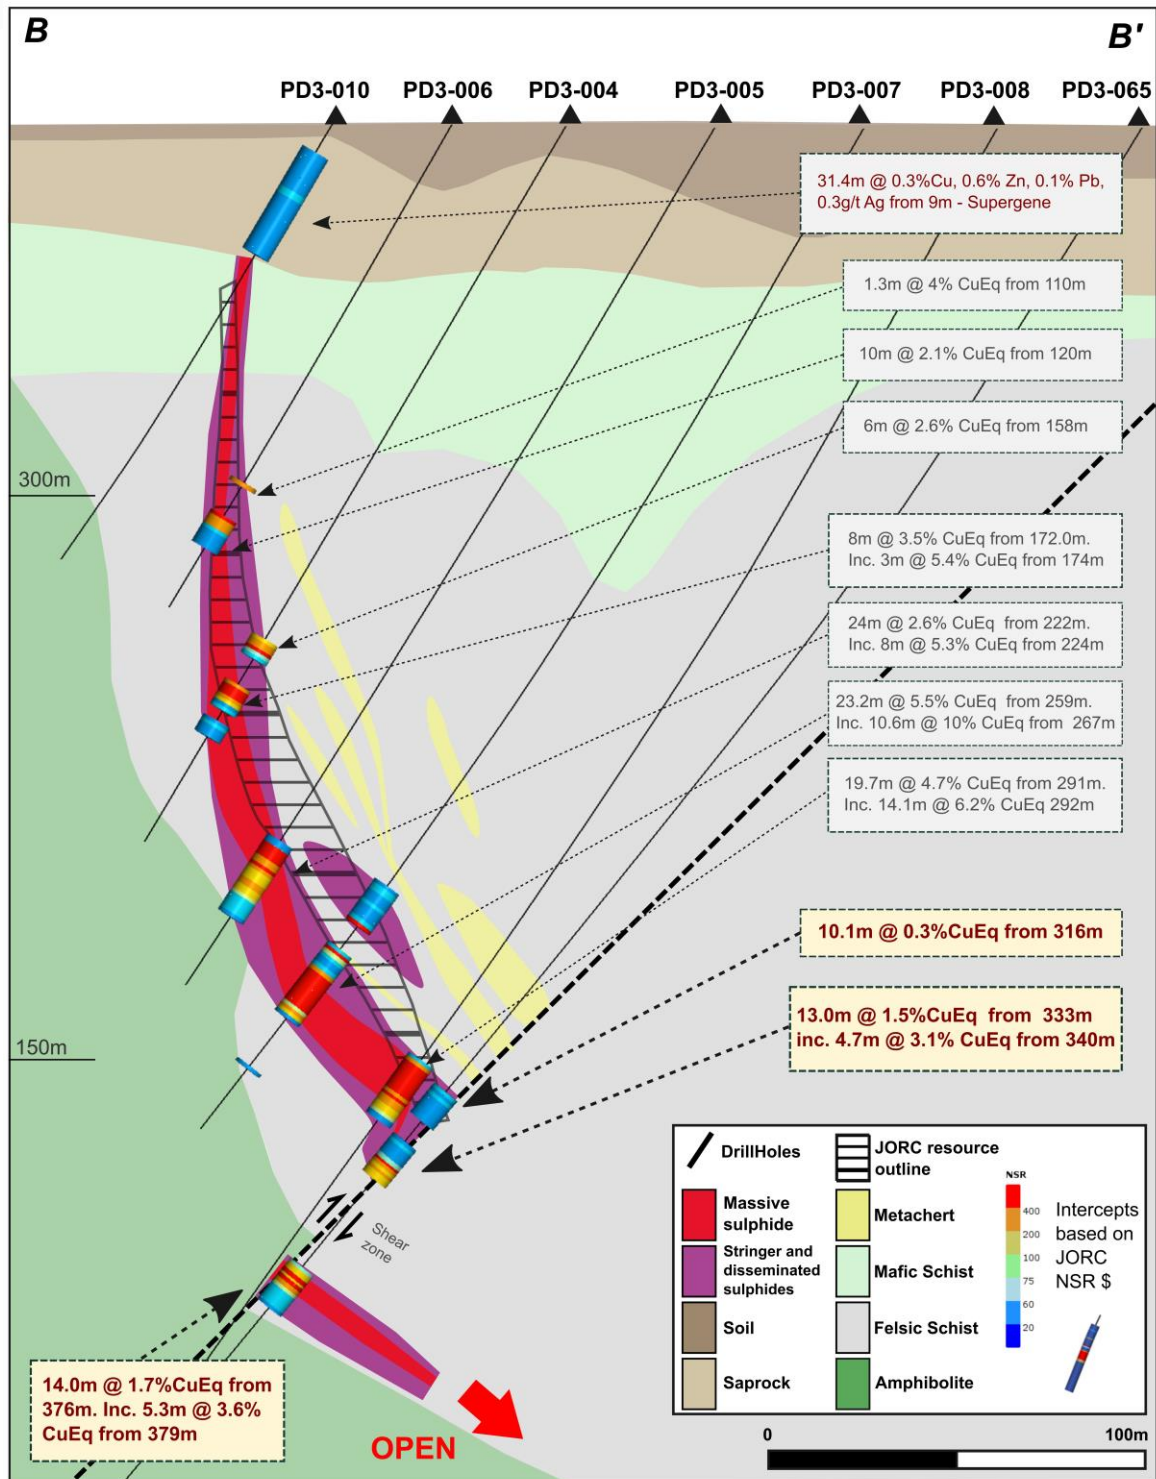 B
B'
PD3-010
PD3-006
PD3-004
PD3-005
PD3-007
PD3-008
PD3-065
31.4m @ 0.3%Cu, 0.6% Zn, 0.1% Pb,
0.3g/t Ag from 9m - Supergene
1.3m @ 4% CuEq from 110m
10m @ 2.1% CuEq from 120m
6m @ 2.6% CuEq from 158m
300m
8m @ 3.5% CuEq from 172.0m.
Inc. 3m @ 5.4% CuEq from 174m
24m @ 2.6% CuEq from 222m.
Inc. 8m @ 5.3% CuEq from 224m
23.2m @ 5.5% CuEq from 259m.
Inc. 10.6m @ 10% CuEq from 267m
19.7m @ 4.7% CuEq from 291m.
Inc. 14.1m @ 6.2% CuEq 292m
10.1m @ 0.3%CuEq from 316m
13.0m @ 1.5%CuEq from 333m
inc. 4.7m @ 3.1% CuEq from 340m
150m
Shear
zone
14.0m @ 1.7%CuEq from
376m. Inc. 5.3m @ 3.6%
CuEq from 379m
OPEN
DrillHoles
JORC resource
outline
Massive
sulphide
Metachert
Stringer and
disseminated
sulphides
Mafic Schist
Soil
Felsic Schist
Saprock
Amphibolite
NSR
400
200
100
75
60
20
Intercepts
based on
JORC
NSR $
0
100m